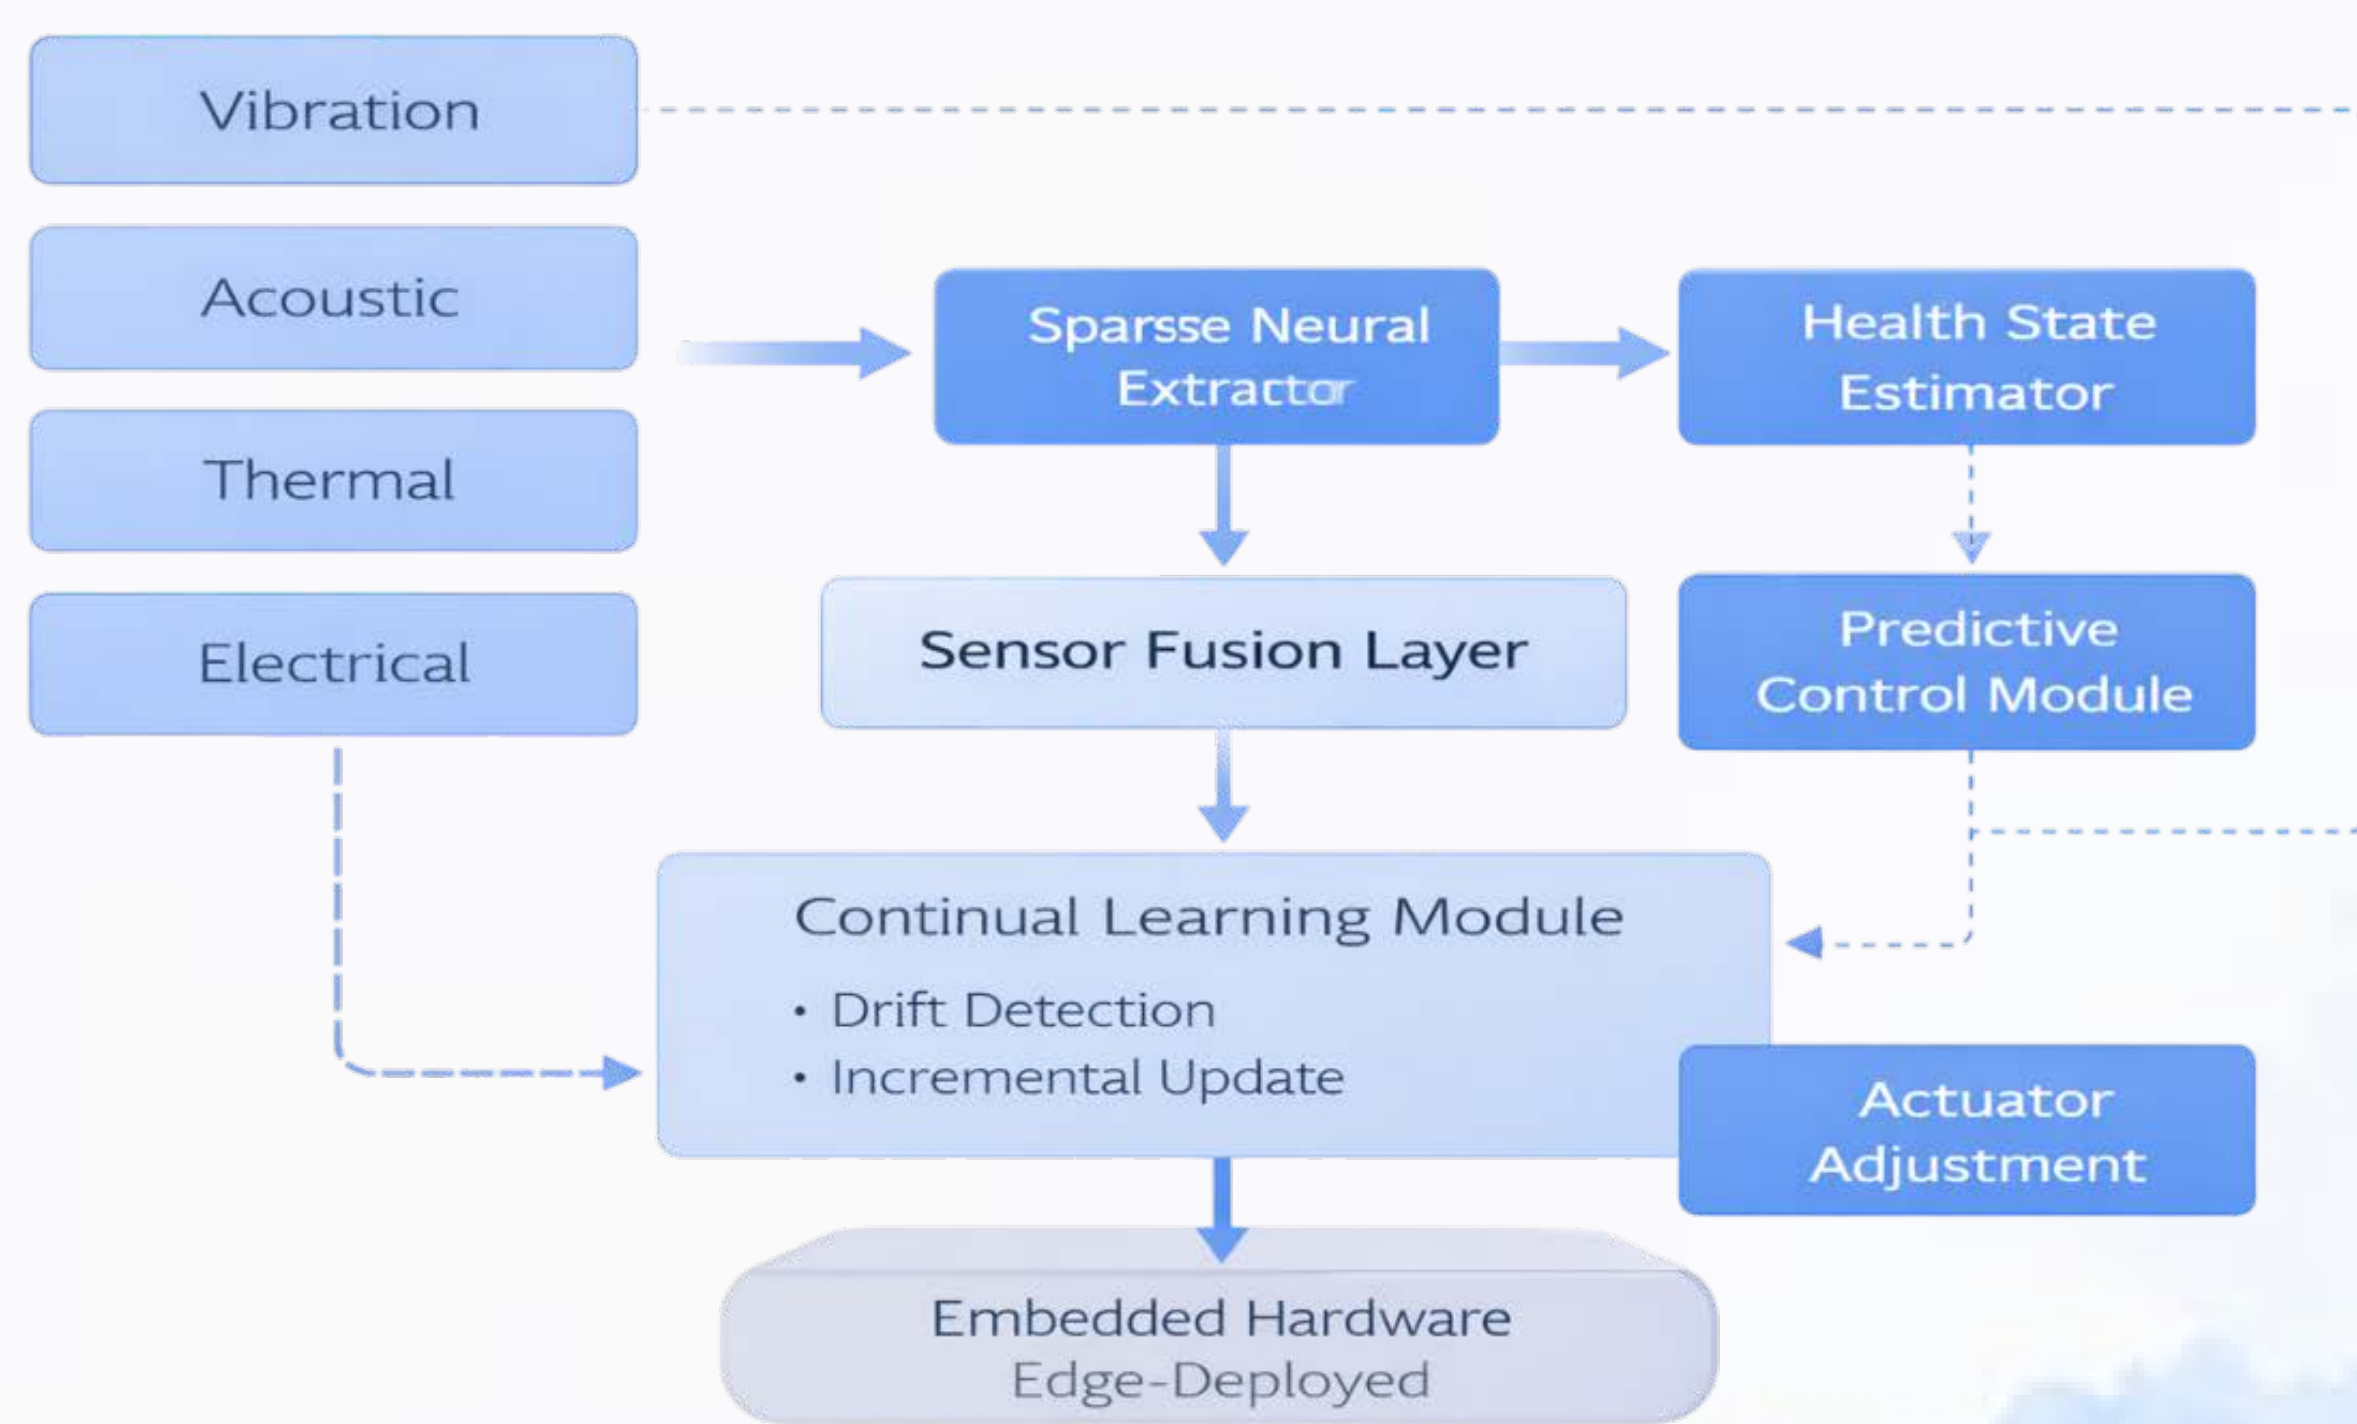 Vibration
Acoustic
Thermal
Electrical
Sparsse Neural
Extractor
Health State
Estimator
Sensor Fusion Layer
Predictive
Control Module
Continual Learning Module
• Drift Detection
• Incremental Update
Actuator
Adjustment
Embedded Hardware
Edge-Deployed